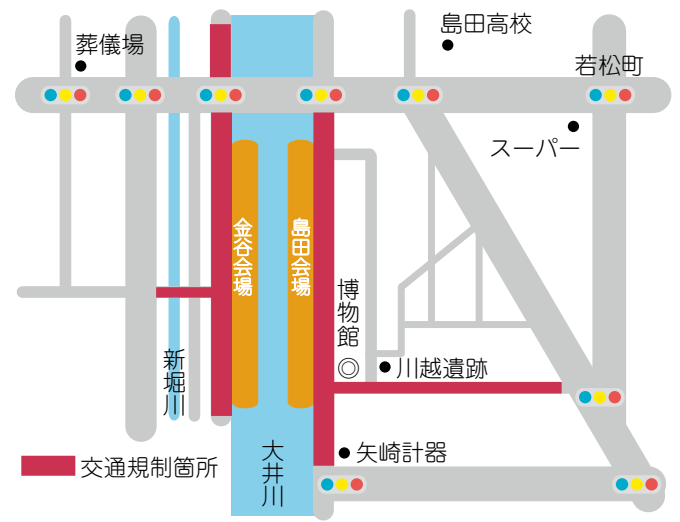 島田高校
葬儀場
若松町
スーパー
金谷会場
島田会場
博物館
新堀川
川越遺跡
大井川
矢崎計器
交通規制箇所